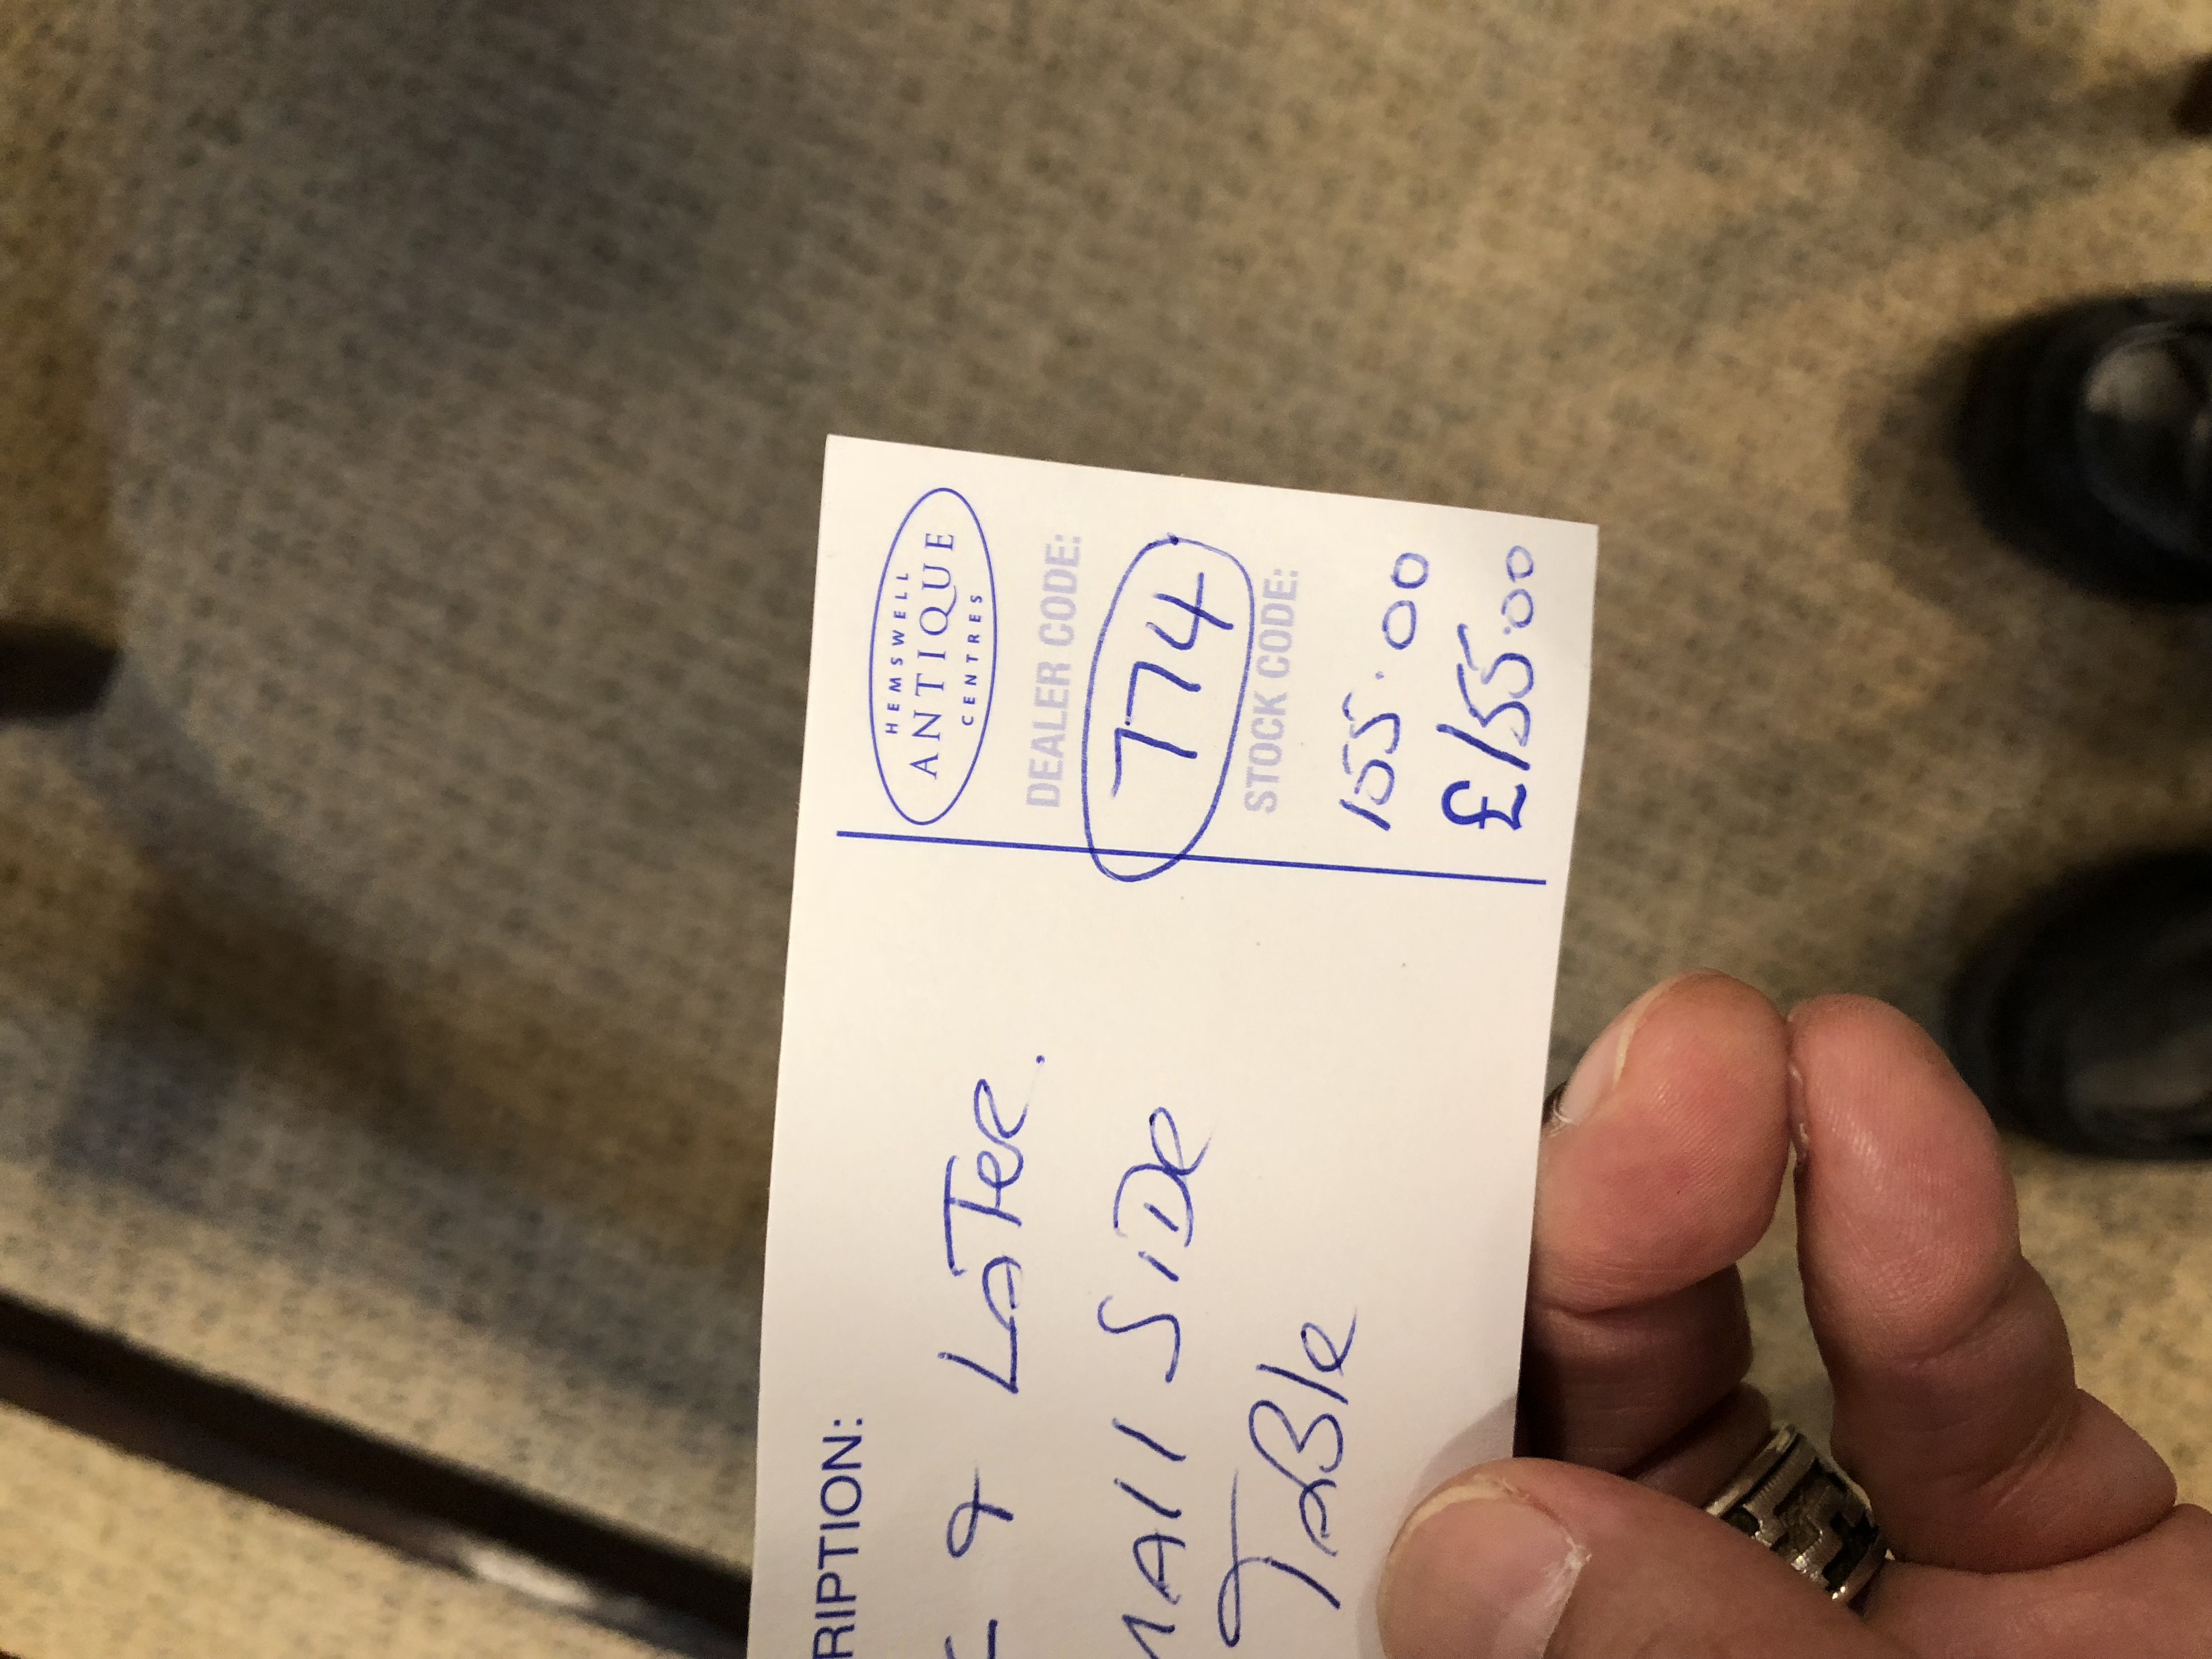 HEMSWELL
ANTIQUE
CENTRES
DEALER CODE:
774
STOCK CODE:
155.00
£155.00
RIPTION:
& LATER.
MAll SiDe
TaBle